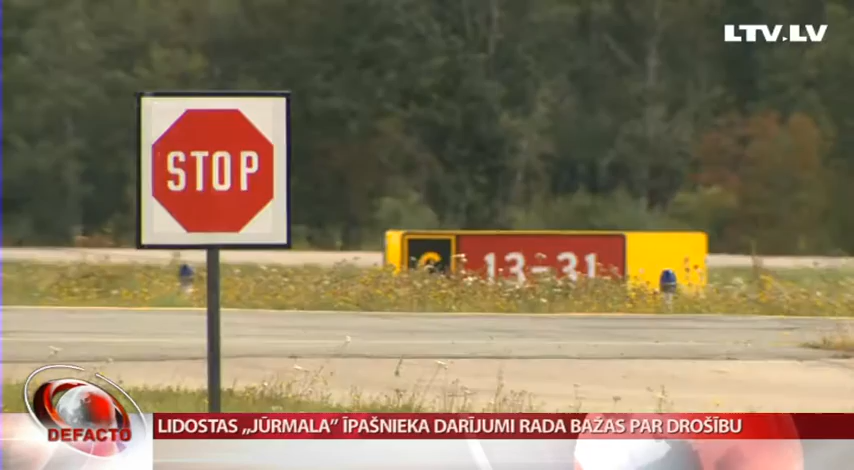 LTV.LV
STOP
C 13-31
DEFACTO
LIDOSTAS „JŪRMALA” ĪPAŠNIEKA DARĪJUMI RADA BAŽAS PAR DROŠĪBU